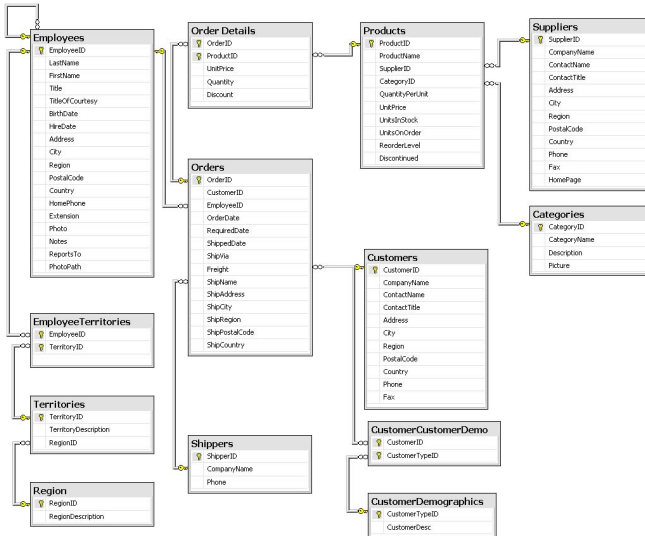 Employees
EmployeeID
LastName
FirstName
Title
TitleOfCourtesy
BirthDate
HireDate
Address
City
Region
PostalCode
Country
HomePhone
Extension
Photo
Notes
ReportsTo
PhotoPath
EmployeeTerritories
EmployeeID
TerritoryID
Territories
TerritoryID
TerritoryDescription
RegionID
Region
RegionID
RegionDescription
Order Details
OrderID
ProductID
UnitPrice
Quantity
Discount
Orders
OrderID
CustomerID
EmployeeID
OrderDate
RequiredDate
ShippedDate
ShipVia
Freight
ShipName
ShipAddress
ShipCity
ShipRegion
ShipPostalCode
ShipCountry
Shippers
ShipperID
CompanyName
Phone
Products
ProductID
ProductName
SupplierID
CategoryID
QuantityPerUnit
UnitPrice
UnitsInStock
UnitsOnOrder
ReorderLevel
Discontinued
Customers
CustomerID
CompanyName
ContactName
ContactTitle
Address
City
Region
PostalCode
Country
Phone
Fax
CustomerCustomerDemo
CustomerID
CustomerTypeID
CustomerDemographics
CustomerTypeID
CustomerDesc
Suppliers
SupplierID
CompanyName
ContactName
ContactTitle
Address
City
Region
PostalCode
Country
Phone
Fax
HomePage
Categories
CategoryID
CategoryName
Description
Picture